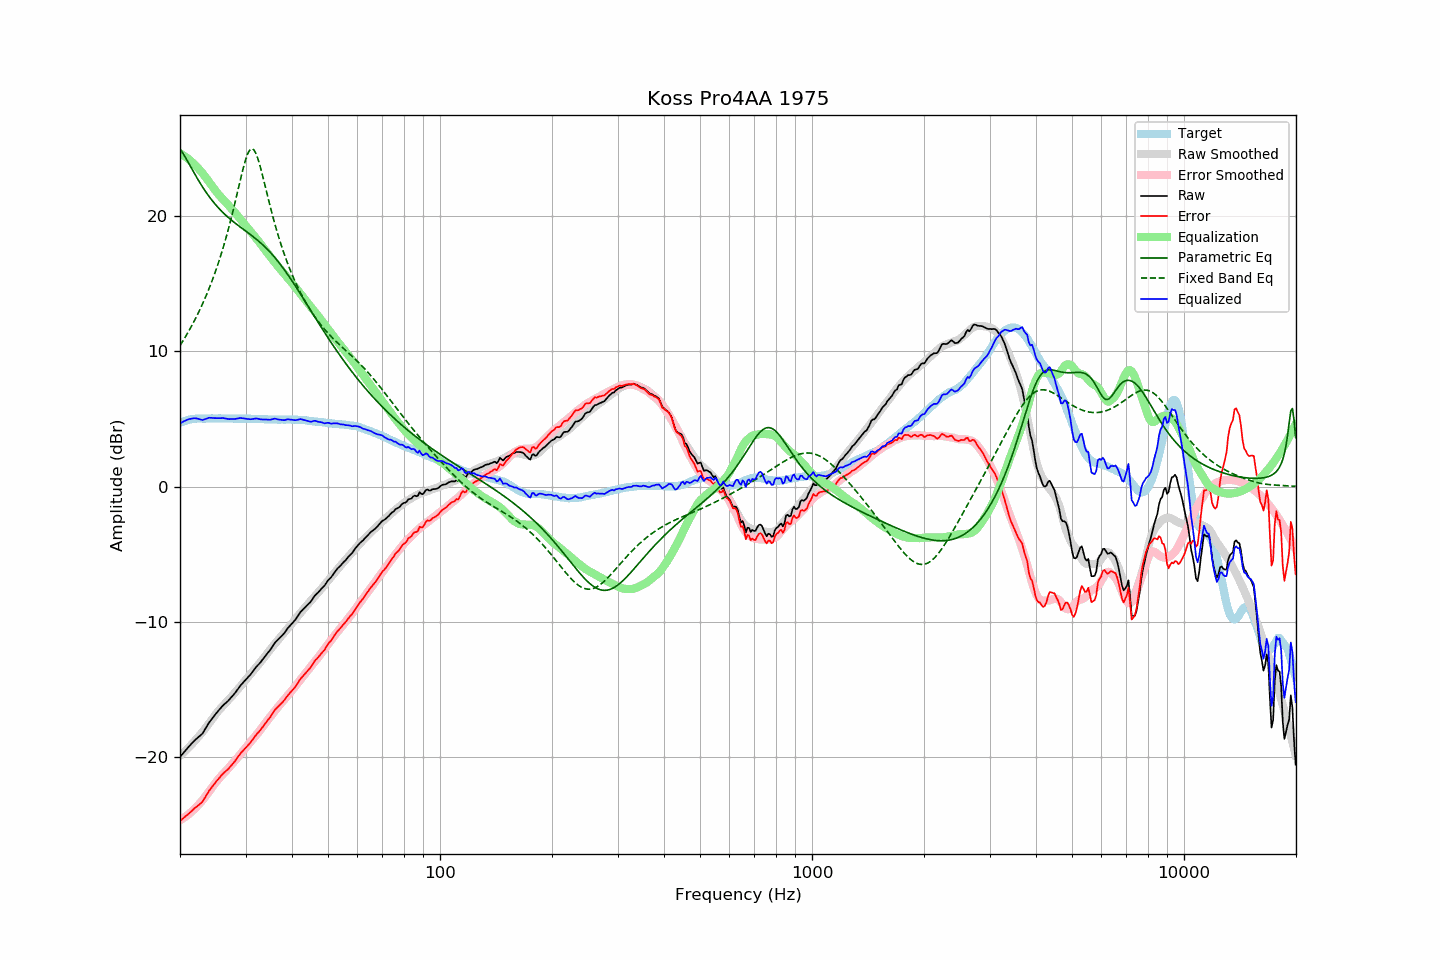 Koss Pro4AA 1975
Target
Raw Smoothed
Error Smoothed
Raw
Error
Equalization
Parametric Eq
Fixed Band Eq
Equalized
Amplitude (dBr)
20
10
0
−10
−20
100
1000
10000
Frequency (Hz)